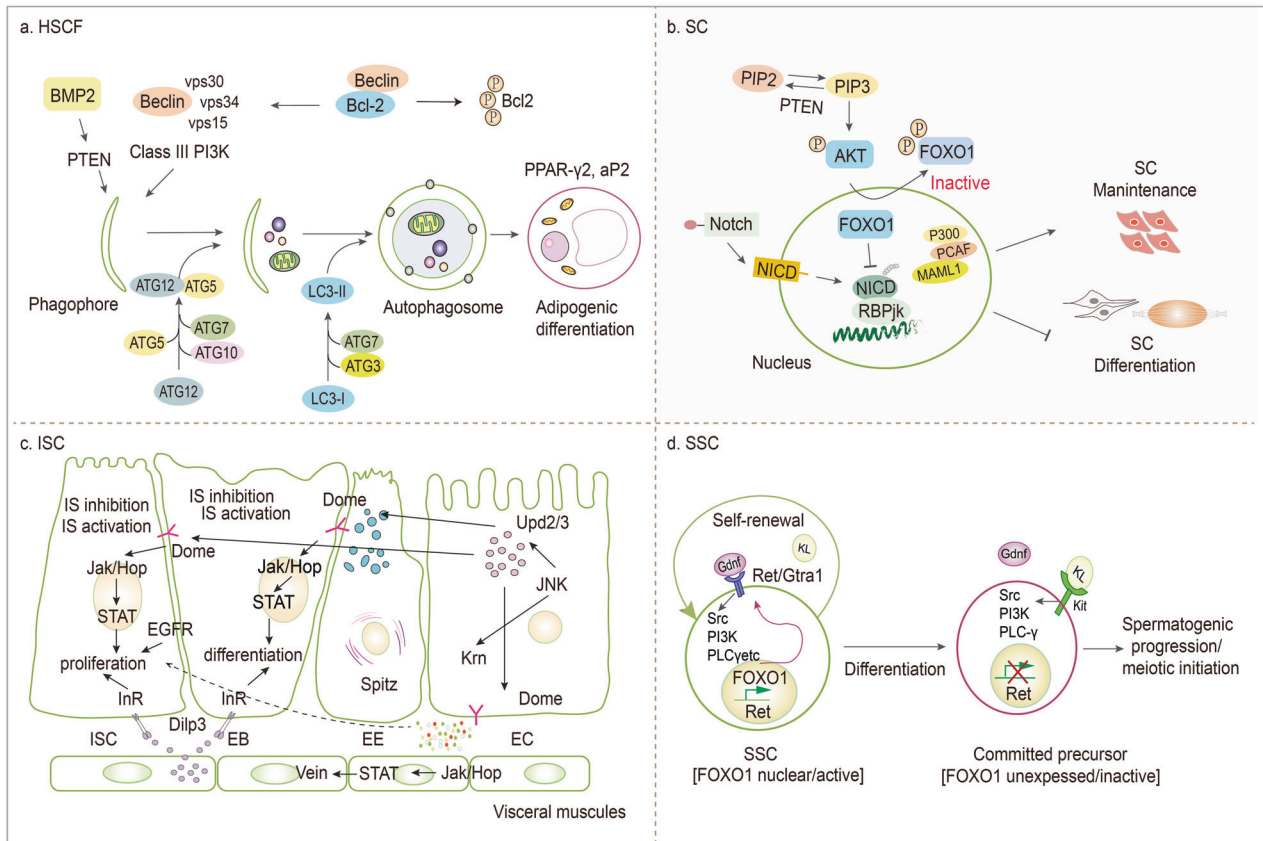 a. HSCF
BMP2
Beclin
vps30
vps34
vps15
Beclin
Bcl-2
P
P
P
Bcl2
PTEN
Class III PI3K
PPAR-γ2, aP2
Phagophore
ATG12
ATG5
LC3-II
Autophagosome
Adipogenic
differentiation
ATG5
ATG7
ATG10
ATG7
ATG3
ATG12
LC3-I
b. SC
PIP2
PIP3
PTEN
P
AKT
P
P
FOXO1
Inactive
SC
Manintenance
Notch
FOXO1
P300
PCAF
MAML1
NICD
NICD
RBPjk
Nucleus
SC
Differentiation
c. ISC
IS inhibition
IS activation
IS inhibition
IS activation
Dome
Upd2/3
Dome
Jak/Hop
Jak/Hop
JNK
STAT
STAT
EGFR
proliferation
differentiation
Krn
Spitz
InR
InR
Dome
Dilp3
ISC
EB
EE
EC
Vein
STAT
Jak/Hop
Visceral muscules
d. SSC
Self-renewal
KL
Gdnf
Ret/Gtra1
Src
PI3K
PLCγetc
FOXO1
Ret
Differentiation
Gdnf
KL
Kit
Src
PI3K
PLC-γ
Ret
Spermatogenic
progression/
meiotic initiation
SSC
[FOXO1 nuclear/active]
Committed precursor
[FOXO1 unexpessed/inactive]